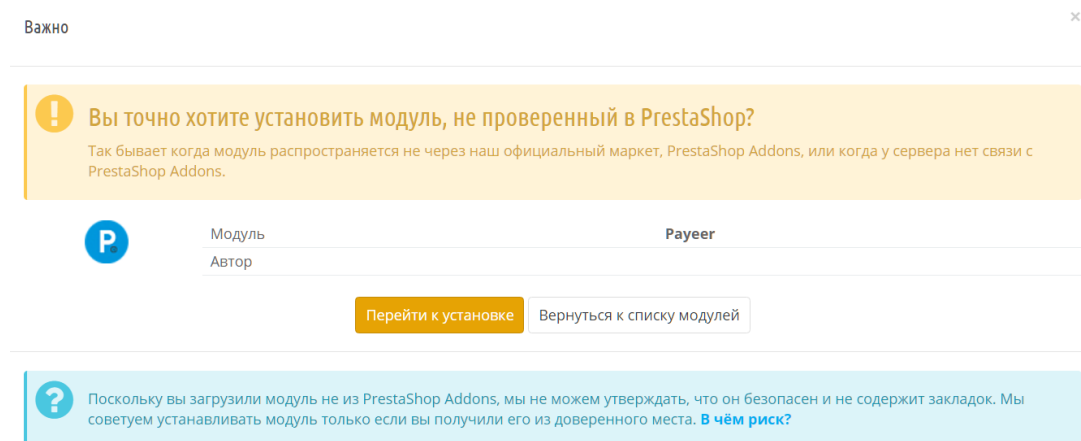 Важно
×
Вы точно хотите установить модуль, не проверенный в PrestaShop?
Так бывает когда модуль распространяется не через наш официальный маркет, PrestaShop Addons, или когда у сервера нет связи с
PrestaShop Addons.
P
Модуль Payeer
Автор
Перейти к установке Вернуться к списку модулей
Поскольку вы загрузили модуль не из PrestaShop Addons, мы не можем утверждать, что он безопасен и не содержит закладок. Мы
советуем устанавливать модуль только если вы получили его из доверенного места. В чём риск?